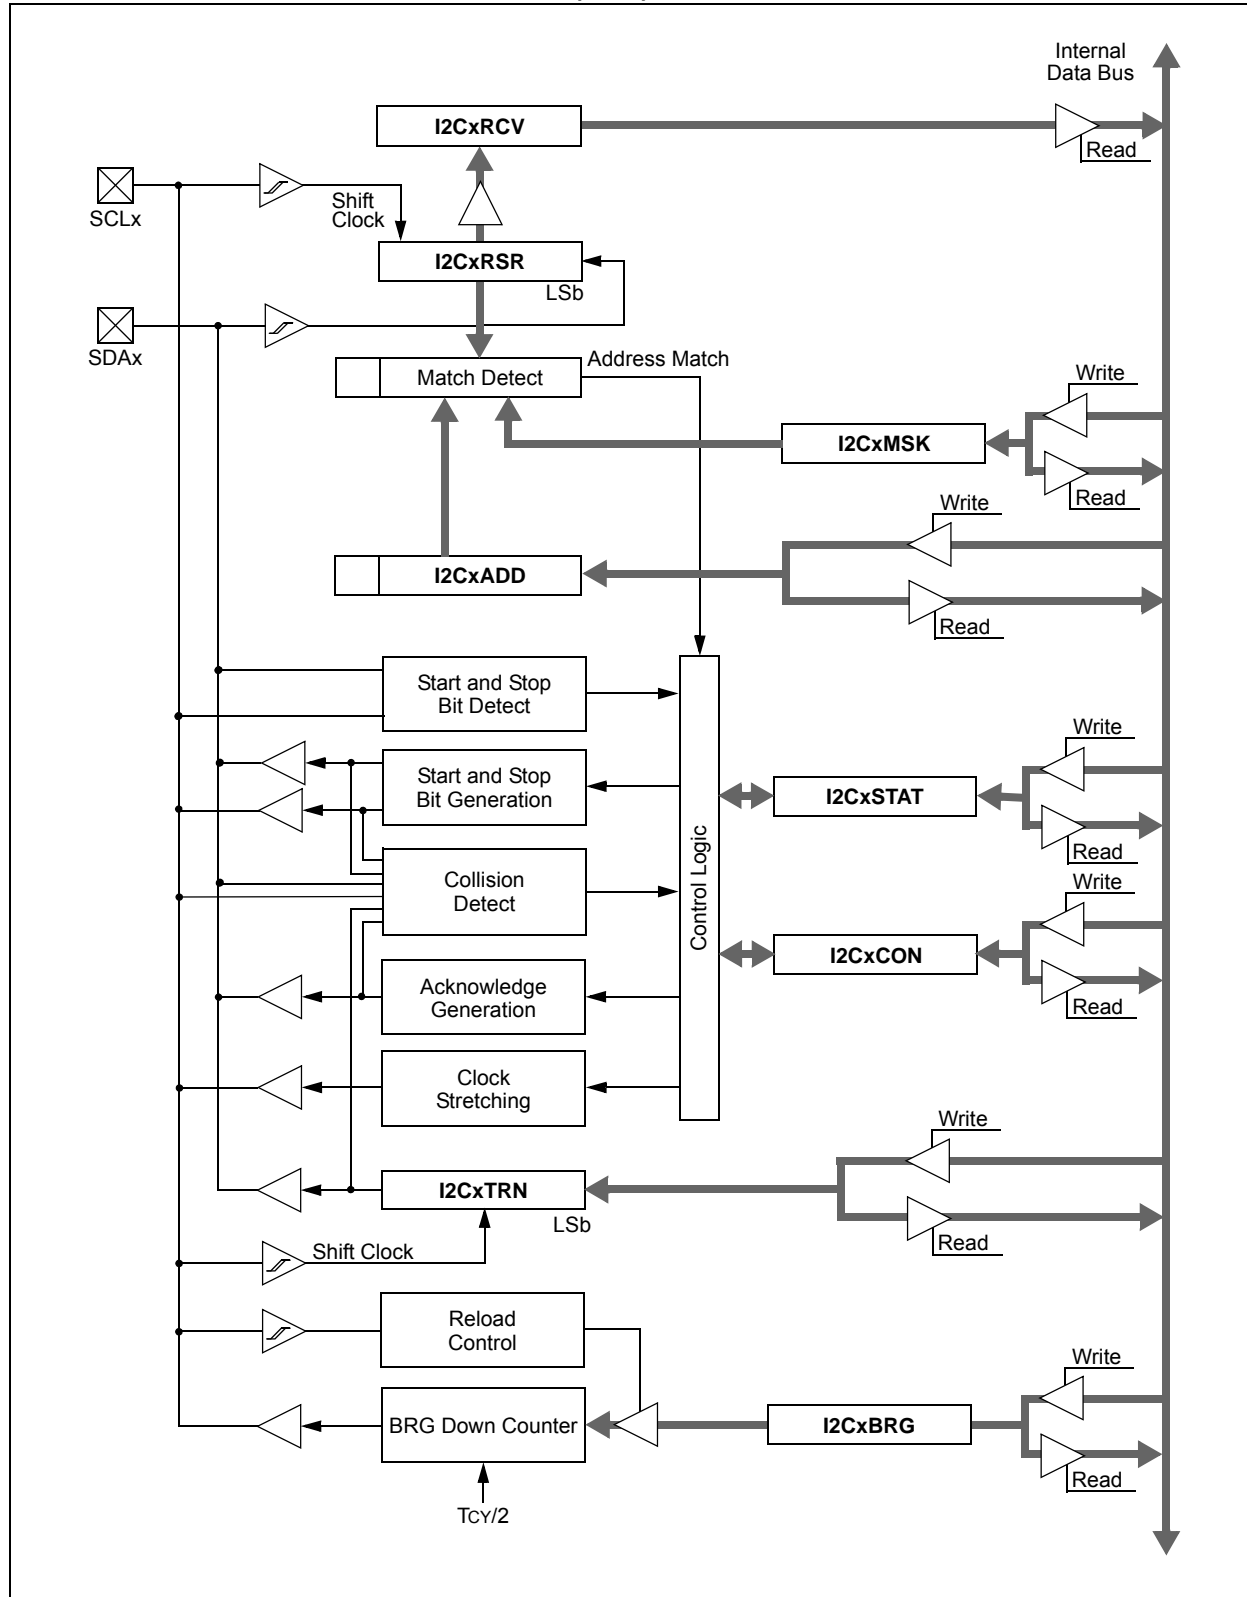 Internal
Data Bus
I2CxRCV
Read
SCLx
Shift
Clock
I2CxRSR
LSb
SDAx
Address Match
Match Detect
Write
I2CxMSK
Read
Write
I2CxADD
Read
Start and Stop
Bit Detect
Write
Start and Stop
Bit Generation
I2CxSTAT
Read
Control Logic
Collision
Detect
Write
I2CxCON
Read
Acknowledge
Generation
Clock
Stretching
Write
I2CxTRN
LSb
Read
Shift Clock
Reload
Control
Write
BRG Down Counter
I2CxBRG
Read
TCY/2